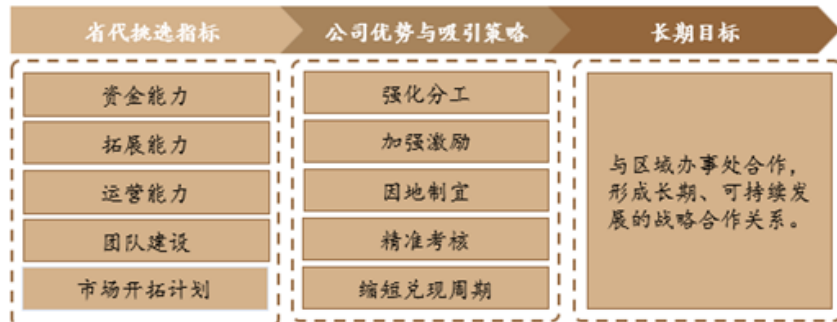 省代挑选指标
公司优势与吸引策略
长期目标
资金能力
拓展能力
运营能力
团队建设
市场开拓计划
强化分工
加强激励
因地制宜
精准考核
缩短兑现周期
与区域办事处合作，
形成长期、可持续发
展的战略合作关系。